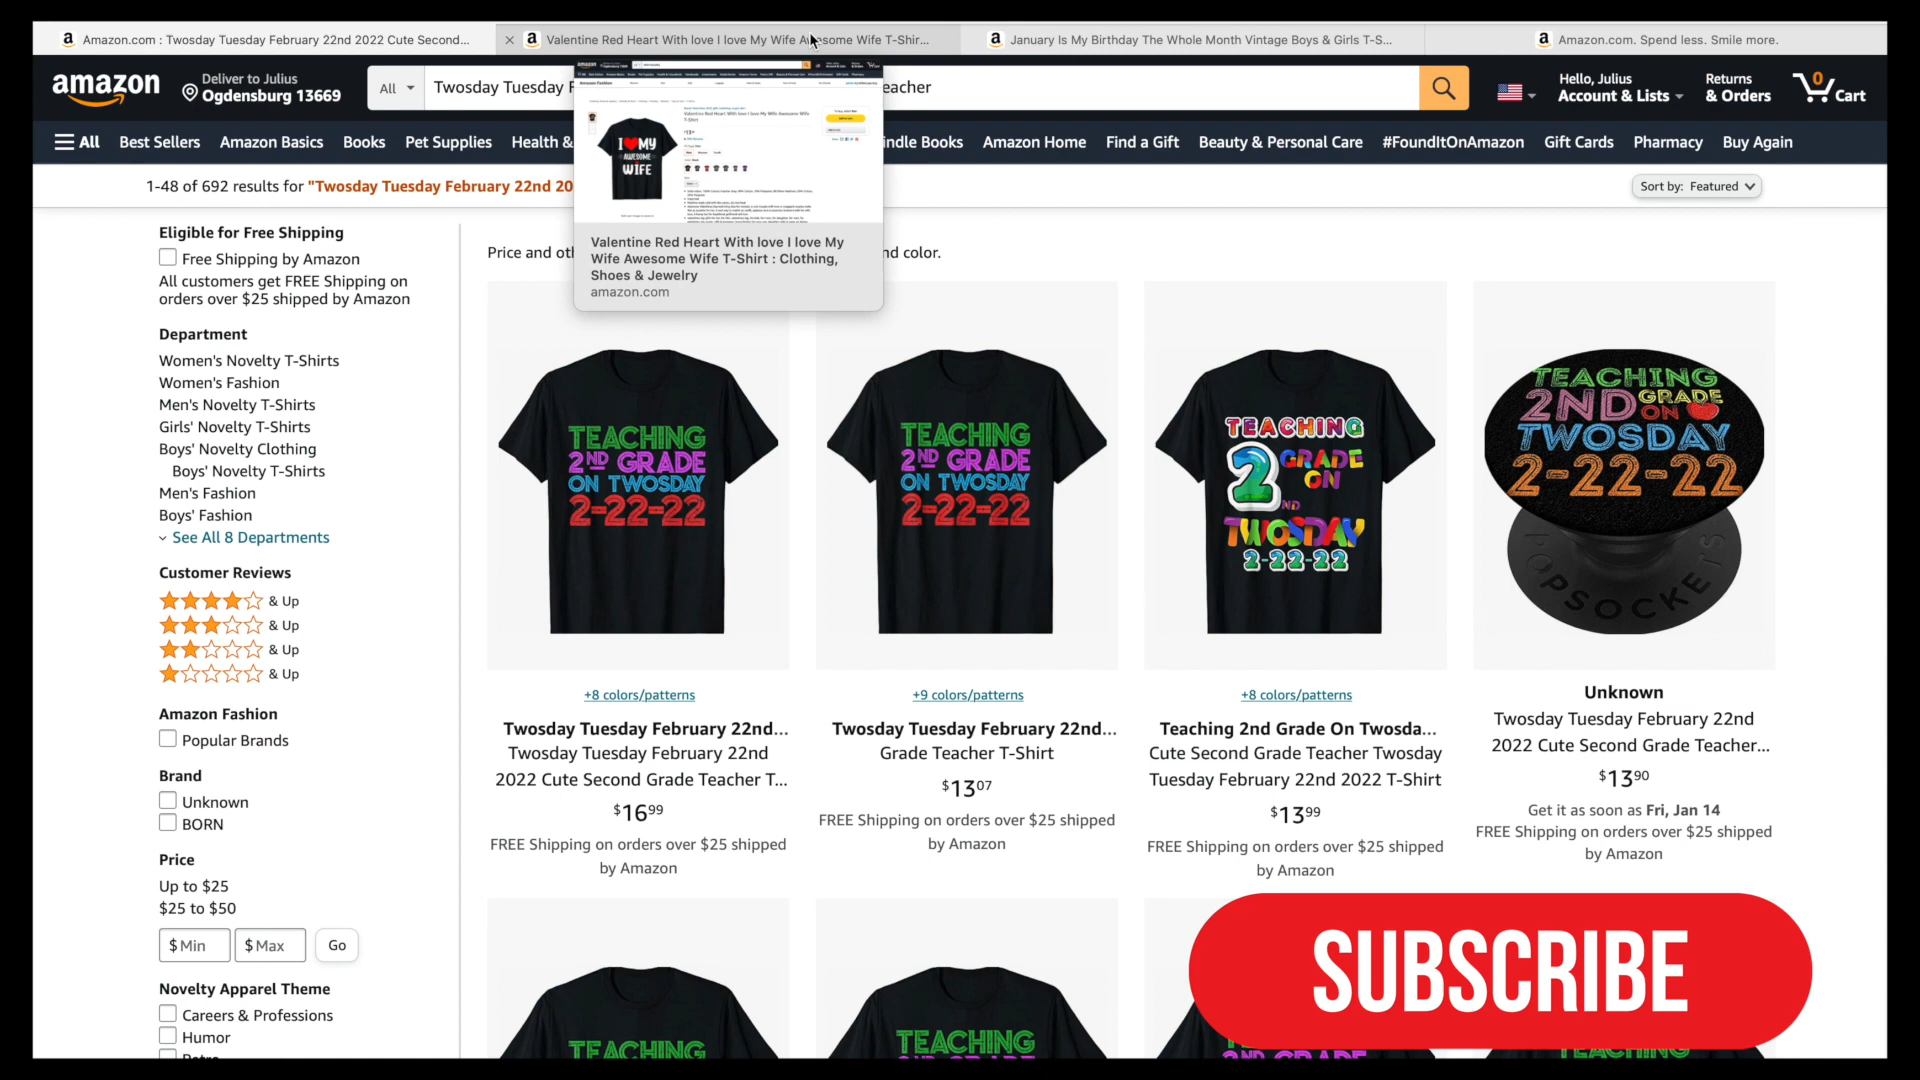 Amazon.com : Twosday Tuesday February 22nd 2022 Cute Second...
Valentine Red Heart With love I love My Wife Awesome Wife T-Shir...
January Is My Birthday The Whole Month Vintage Boys & Girls T-S...
Amazon.com. Spend less. Smile more.
amazon
Deliver to Julius
Ogdensburg 13669
All
Twosday Tuesday F
eacher
Hello, Julius
Account & Lists
Returns
& Orders
0
Cart
All
Best Sellers
Amazon Basics
Books
Pet Supplies
Health &
indle Books
Amazon Home
Find a Gift
Beauty & Personal Care
#FoundItOnAmazon
Gift Cards
Pharmacy
Buy Again
1-48 of 692 results for "Twosday Tuesday February 22nd 20
Sort by: Featured
I MY
AWESOME
WIFE
Valentine Red Heart With love I love My
Wife Awesome Wife T-Shirt : Clothing,
Shoes & Jewelry
amazon.com
Price and ot
nd color.
Eligible for Free Shipping
Free Shipping by Amazon
All customers get FREE Shipping on
orders over $25 shipped by Amazon
Department
Women's Novelty T-Shirts
Women's Fashion
Men's Novelty T-Shirts
Girls' Novelty T-Shirts
Boys' Novelty Clothing
Boys' Novelty T-Shirts
Men's Fashion
Boys' Fashion
See All 8 Departments
Customer Reviews
& Up
& Up
& Up
& Up
Amazon Fashion
Popular Brands
Brand
Unknown
BORN
Price
Up to $25
$25 to $50
$ Min
$ Max
Go
Novelty Apparel Theme
Careers & Professions
Humor
Retro
TEACHING
2ND GRADE
ON TWOSDAY
2-22-22
+8 colors/patterns
Twosday Tuesday February 22nd...
Twosday Tuesday February 22nd
2022 Cute Second Grade Teacher T...
$16.99
FREE Shipping on orders over $25 shipped
by Amazon
TEACHING
2ND GRADE
ON TWOSDAY
2-22-22
+9 colors/patterns
Twosday Tuesday February 22nd...
Grade Teacher T-Shirt
$13.07
FREE Shipping on orders over $25 shipped
by Amazon
TEACHING
2ND GRADE
ON
TWOSDAY
2-22-22
+8 colors/patterns
Teaching 2nd Grade On Twosda...
Cute Second Grade Teacher Twosday
Tuesday February 22nd 2022 T-Shirt
$13.99
FREE Shipping on orders over $25 shipped
by Amazon
TEACHING
2ND GRADE
ON
TWOSDAY
2-22-22
POPSOCKETS
Unknown
Twosday Tuesday February 22nd
2022 Cute Second Grade Teacher...
$13.90
Get it as soon as Fri, Jan 14
FREE Shipping on orders over $25 shipped
by Amazon
TEACHING
TEACHING
2ND GRADE
2ND GRADE
TEACHING
SUBSCRIBE